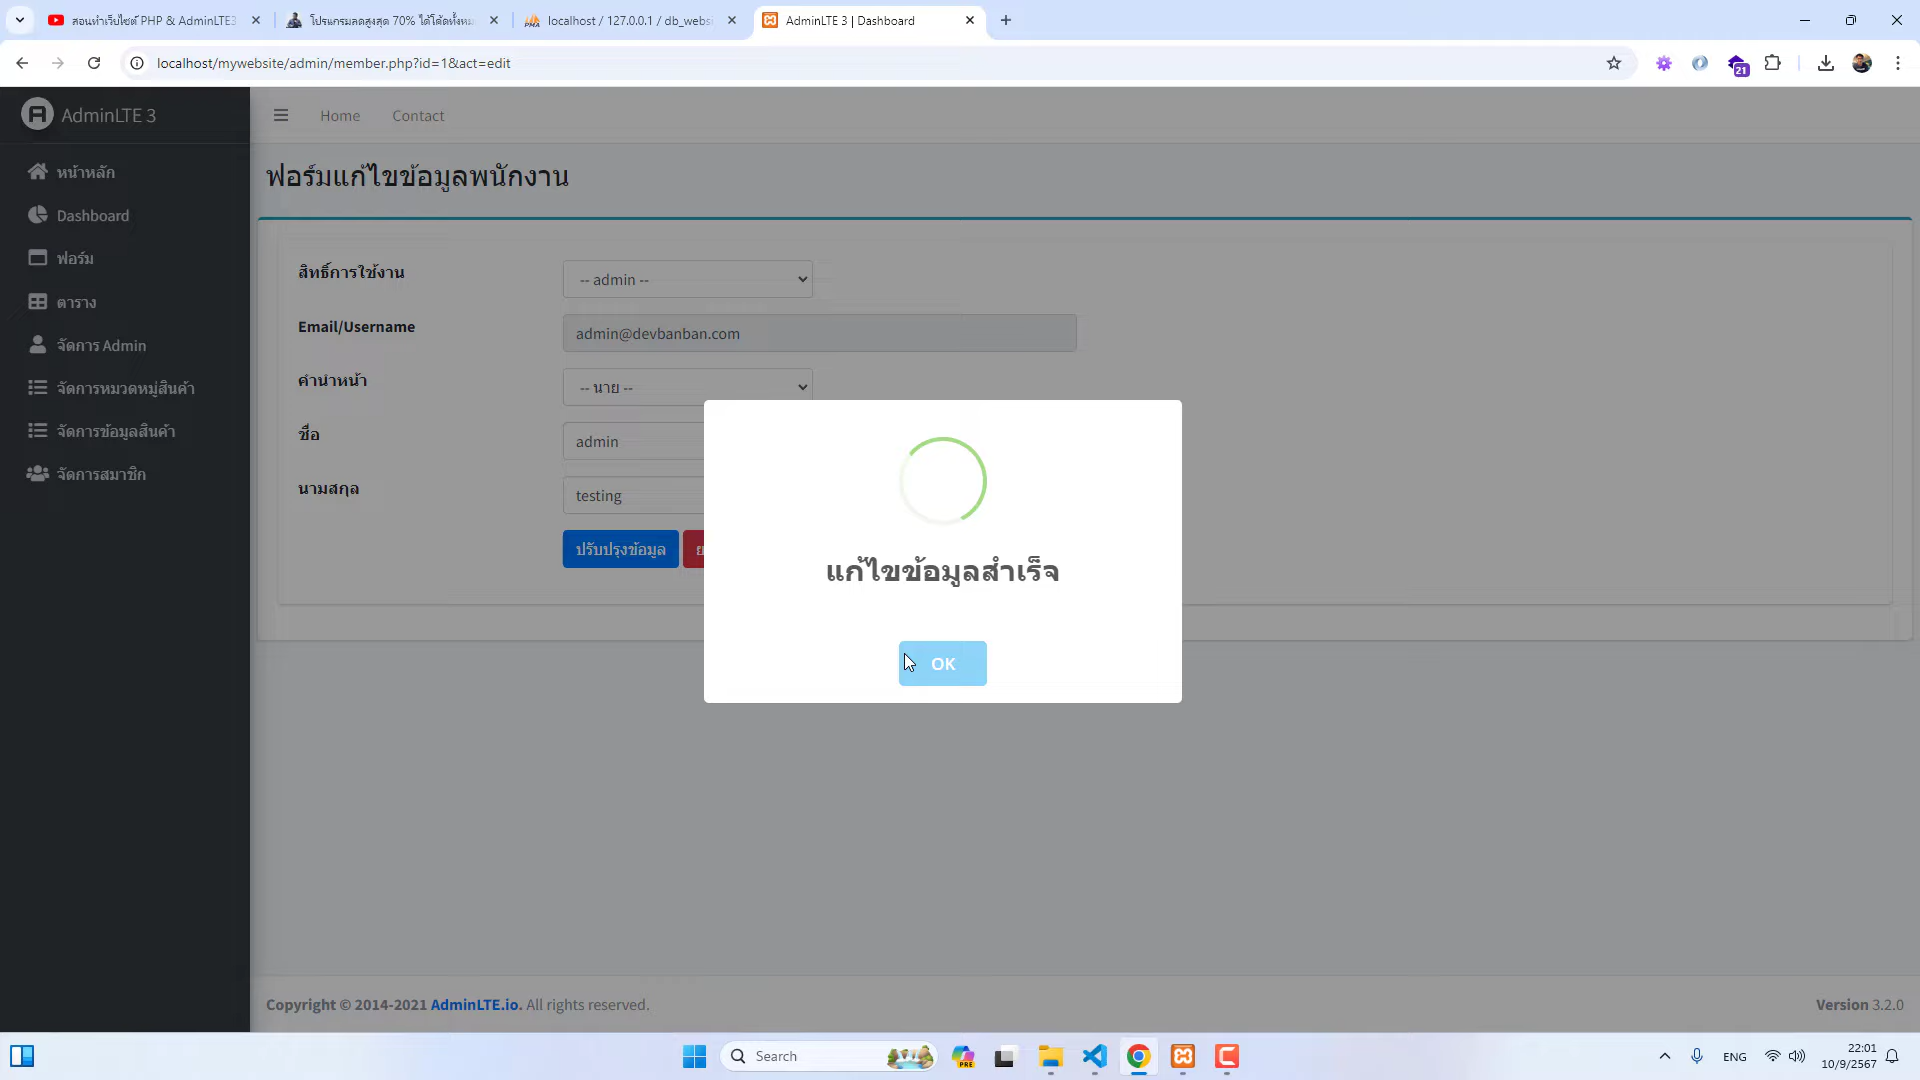 สอนทำเว็บไซต์ PHP & AdminLTE3
โปรแกรมลดสูงสุด 70% ได้โค้ดทั้งหม
localhost / 127.0.0.1 / db_websi
AdminLTE 3 | Dashboard
localhost/mywebsite/admin/member.php?id=1&act=edit
21
AdminLTE 3
Home
Contact
หน้าหลัก
Dashboard
ฟอร์ม
ตาราง
จัดการ Admin
จัดการหมวดหมู่สินค้า
จัดการข้อมูลสินค้า
จัดการสมาชิก
ฟอร์มแก้ไขข้อมูลพนักงาน
สิทธิ์การใช้งาน
-- admin --
Email/Username
admin@devbanban.com
คำนำหน้า
-- นาย --
ชื่อ
admin
นามสกุล
testing
ปรับปรุงข้อมูล
ย
แก้ไขข้อมูลสำเร็จ
OK
Copyright © 2014-2021 AdminLTE.io. All rights reserved.
Version 3.2.0
Search
PRE
ENG
22:01
10/9/2567